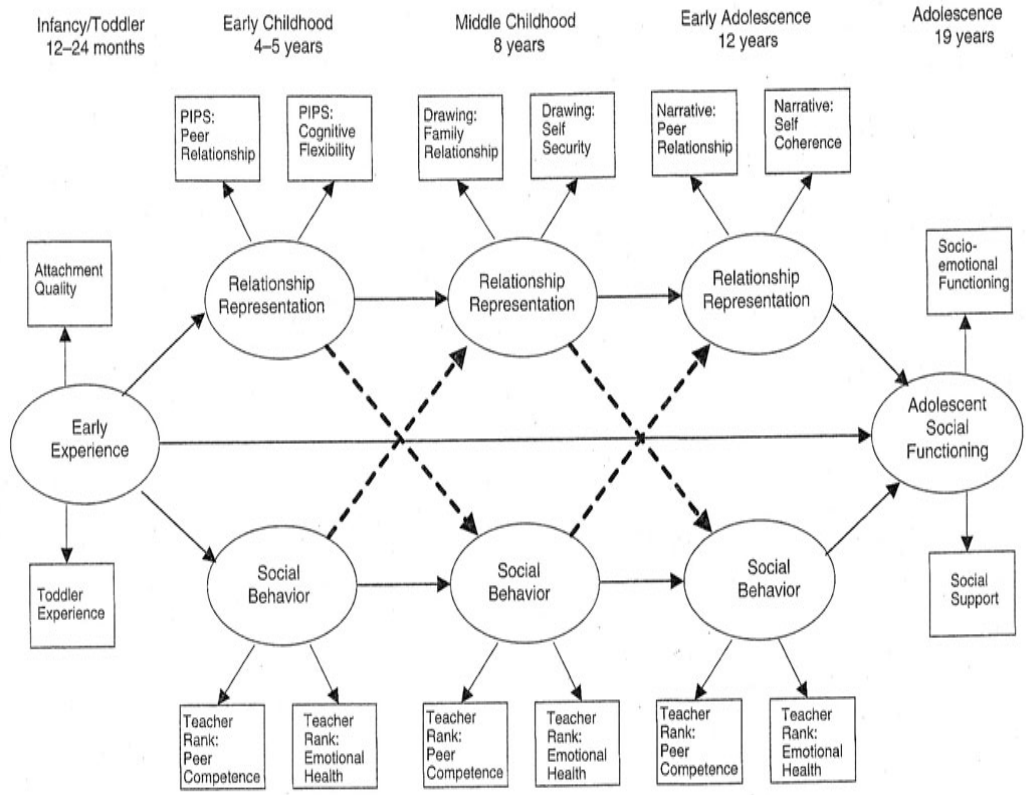 Infancy/Toddler
12–24 months
Early Childhood
4–5 years
Middle Childhood
8 years
Early Adolescence
12 years
Adolescence
19 years
PIPS:
Peer
Relationship
PIPS:
Cognitive
Flexibility
Drawing:
Family
Relationship
Drawing:
Self
Security
Narrative:
Peer
Relationship
Narrative:
Self
Coherence
Attachment
Quality
Relationship
Representation
Relationship
Representation
Relationship
Representation
Socio-
emotional
Functioning
Early
Experience
Adolescent
Social
Functioning
Toddler
Experience
Social
Behavior
Social
Behavior
Social
Behavior
Social
Support
Teacher
Rank:
Peer
Competence
Teacher
Rank:
Emotional
Health
Teacher
Rank:
Peer
Competence
Teacher
Rank:
Emotional
Health
Teacher
Rank:
Peer
Competence
Teacher
Rank:
Emotional
Health